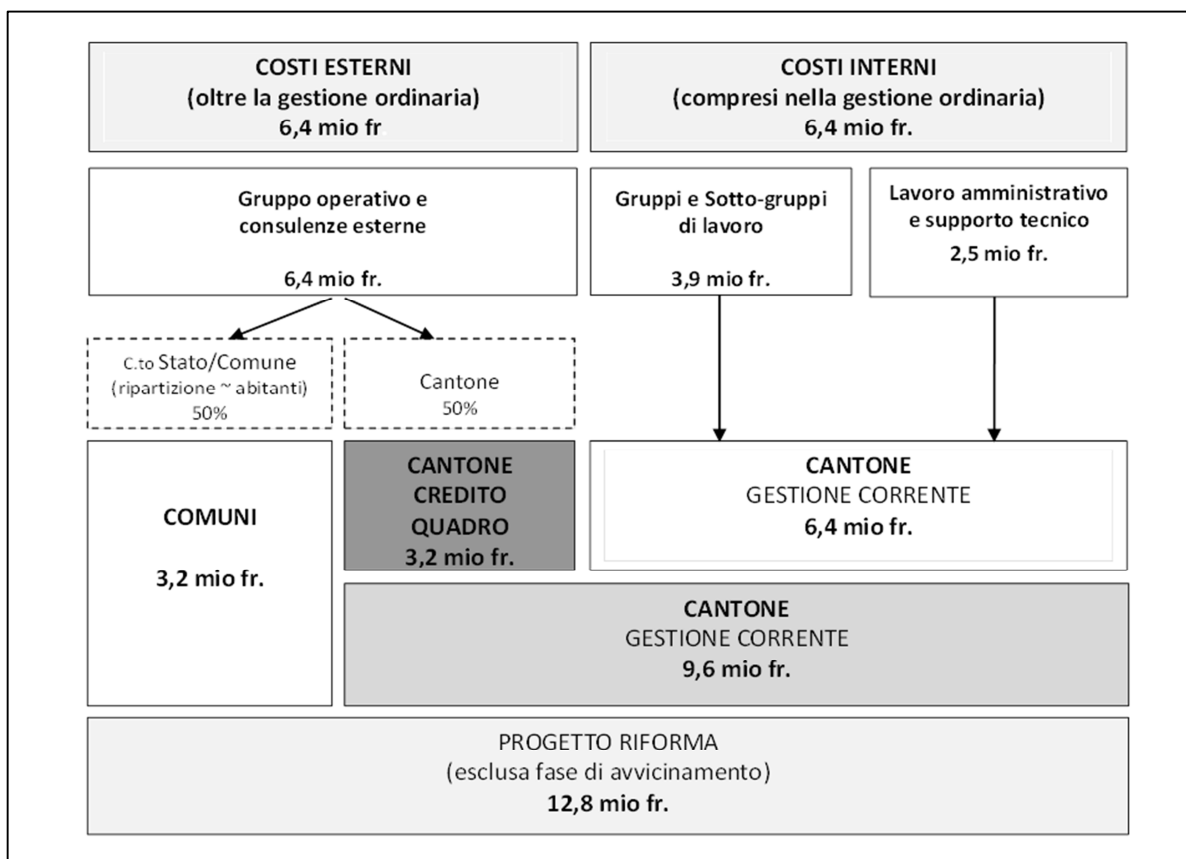 COSTI ESTERNI
(oltre la gestione ordinaria)
6,4 mio fr.
COSTI INTERNI
(compresi nella gestione ordinaria)
6,4 mio fr.
Gruppo operativo e
consulenze esterne
6,4 mio fr.
Gruppi e Sotto-gruppi
di lavoro
3,9 mio fr.
Lavoro amministrativo
e supporto tecnico
2,5 mio fr.
C.to Stato/Comune
(ripartizione ~ abitanti)
50%
Cantone
50%
COMUNI
3,2 mio fr.
CANTONE
CREDITO
QUADRO
3,2 mio fr.
CANTONE
GESTIONE CORRENTE
6,4 mio fr.
CANTONE
GESTIONE CORRENTE
9,6 mio fr.
PROGETTO RIFORMA
(esclusa fase di avvicinamento)
12,8 mio fr.